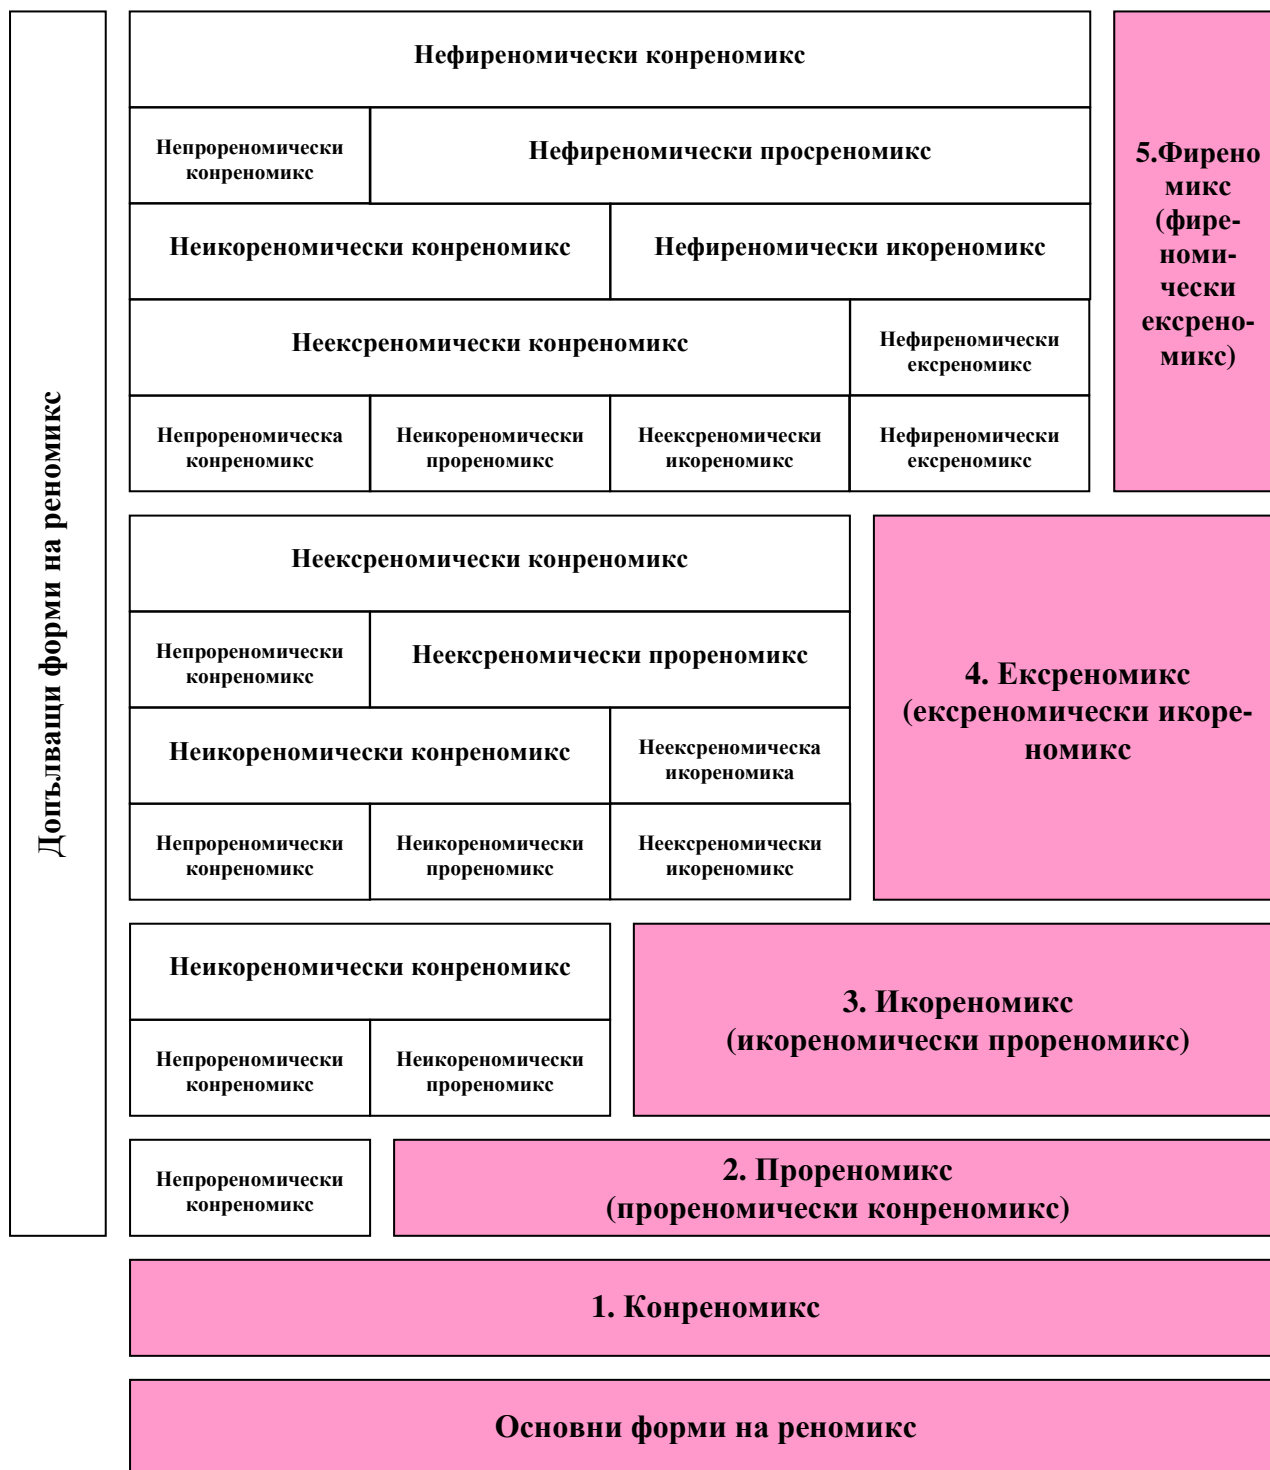 Допълващи форми на реномикс
Нефиреномически конреномикс
Непрореномически
конреномикс
Нефиреномически просреномикс
Неикореномически конреномикс
Нефиреномически икореномикс
Неексреномически конреномикс
Нефиреномически
ексреномикс
Непрореномическа
конреномикс
Неикореномически
прореномикс
Неексреномически
икореномикс
Нефиреномически
ексреномикс
5.Фирено
микс
(фире-
номи-
чески
ексрено-
микс)
Неексреномически конреномикс
Непрореномически
конреномикс
Неексреномически прореномикс
Неикореномически конреномикс
Неексреномическа
икореномика
Непрореномически
конреномикс
Неикореномически
прореномикс
Неексреномически
икореномикс
4. Ексреномикс
(ексреномически икоре-
номикс
Неикореномически конреномикс
Непрореномически
конреномикс
Неикореномически
прореномикс
3. Икореномикс
(икореномически прореномикс)
Непрореномически
конреномикс
2. Прореномикс
(прореномически конреномикс)
1. Конреномикс
Основни форми на реномикс